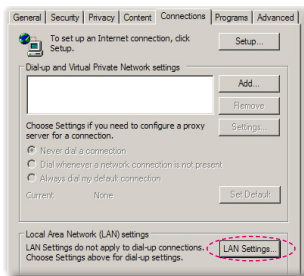 General Security Privacy Content Connections Programs Advanced
To set up an Internet connection, click
Setup.
Setup...
Dial-up and Virtual Private Network settings
Add...
Remove
Choose Settings if you need to configure a proxy
server for a connection.
Settings...
Never dial a connection
Dial whenever a network connection is not present
Always dial my default connection
Current None
Set Default
Local Area Network (LAN) settings
LAN Settings do not apply to dial-up connections.
Choose Settings above for dial-up settings.
LAN Settings...